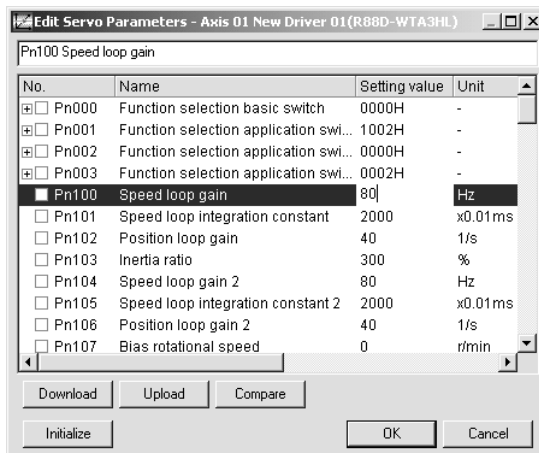 Edit Servo Parameters - Axis 01 New Driver 01(R88D-WTA3HL)
Pn100 Speed loop gain
No. Name Setting value Unit
Pn000 Function selection basic switch 0000H -
Pn001 Function selection application swi... 1002H -
Pn002 Function selection application swi... 0000H -
Pn003 Function selection application swi... 0002H -
Pn100 Speed loop gain 80 Hz
Pn101 Speed loop integration constant 2000 x0.01ms
Pn102 Position loop gain 40 1/s
Pn103 Inertia ratio 300 %
Pn104 Speed loop gain 2 80 Hz
Pn105 Speed loop integration constant 2 2000 x0.01ms
Pn106 Position loop gain 2 40 1/s
Pn107 Bias rotational speed 0 r/min
Download Upload Compare
Initialize OK Cancel